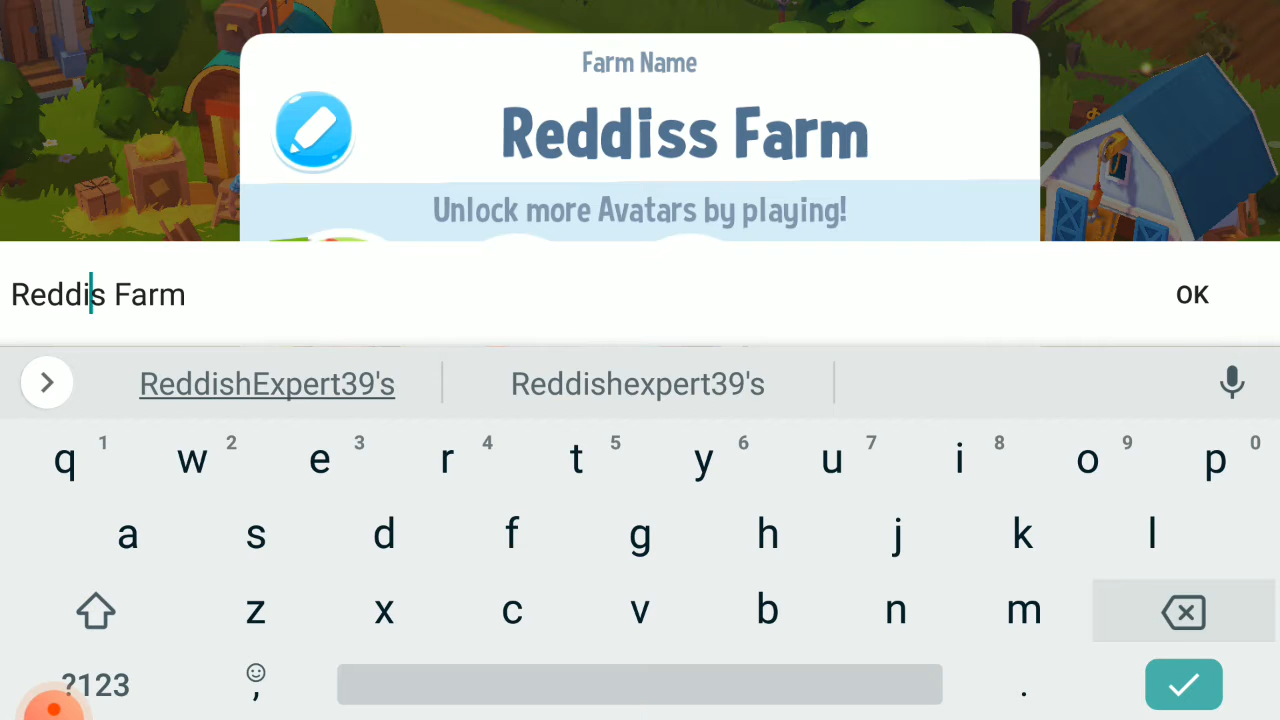 Farm Name
Reddiss Farm
Unlock more Avatars by playing!
Reddis Farm
OK
ReddishExpert39's Reddishexpert39's
1 2 3 4 5 6 7 8 9 0
q w e r t y u i o p
a s d f g h j k l
z x c v b n m
?123 , .